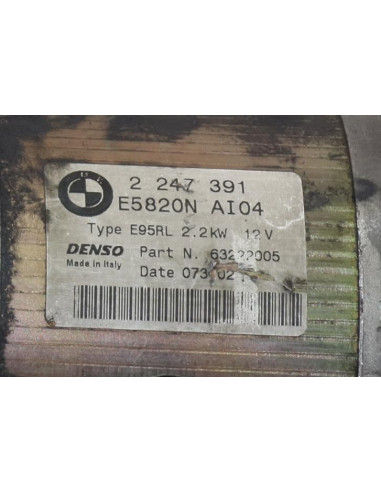 2 247 391
E5820N AI04
Type E95RL 2.2kW 12V
DENSO Part N. 63222005
Made in Italy
Date 073 02